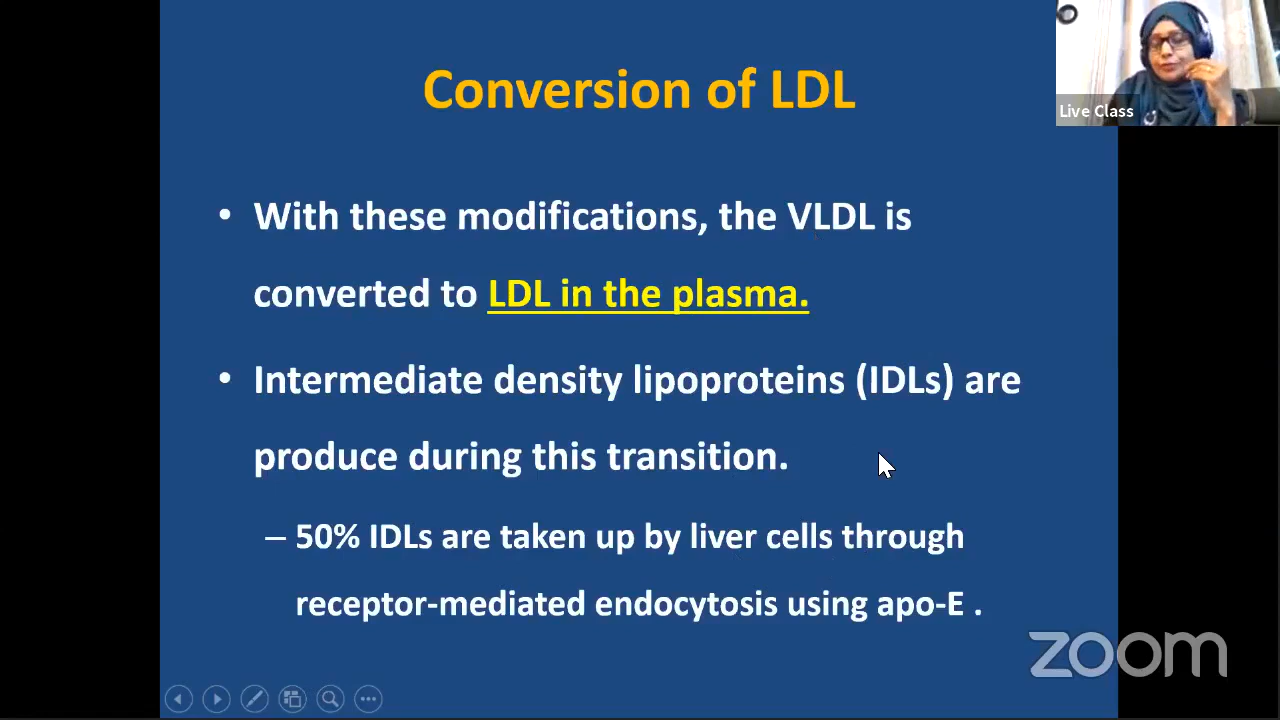 Conversion of LDL
Live Class
• With these modifications, the VLDL is
converted to LDL in the plasma.
• Intermediate density lipoproteins (IDLs) are
produce during this transition.
– 50% IDLs are taken up by liver cells through
receptor-mediated endocytosis using apo-E .
zoom